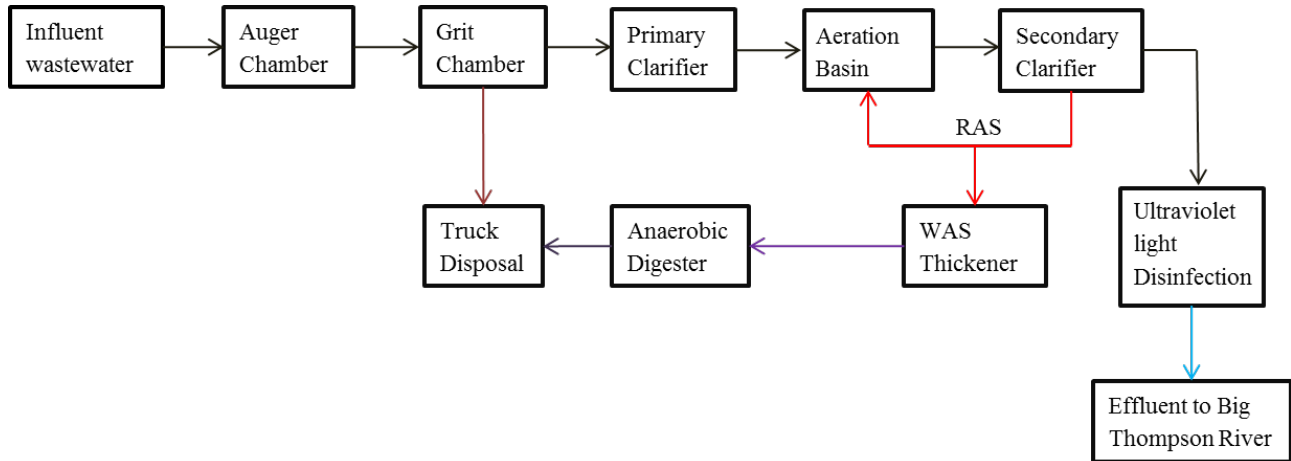 Influent
wastewater
Auger
Chamber
Grit
Chamber
Primary
Clarifier
Aeration
Basin
Secondary
Clarifier
RAS
Truck
Disposal
Anaerobic
Digester
WAS
Thickener
Ultraviolet
light
Disinfection
Effluent to Big
Thompson River